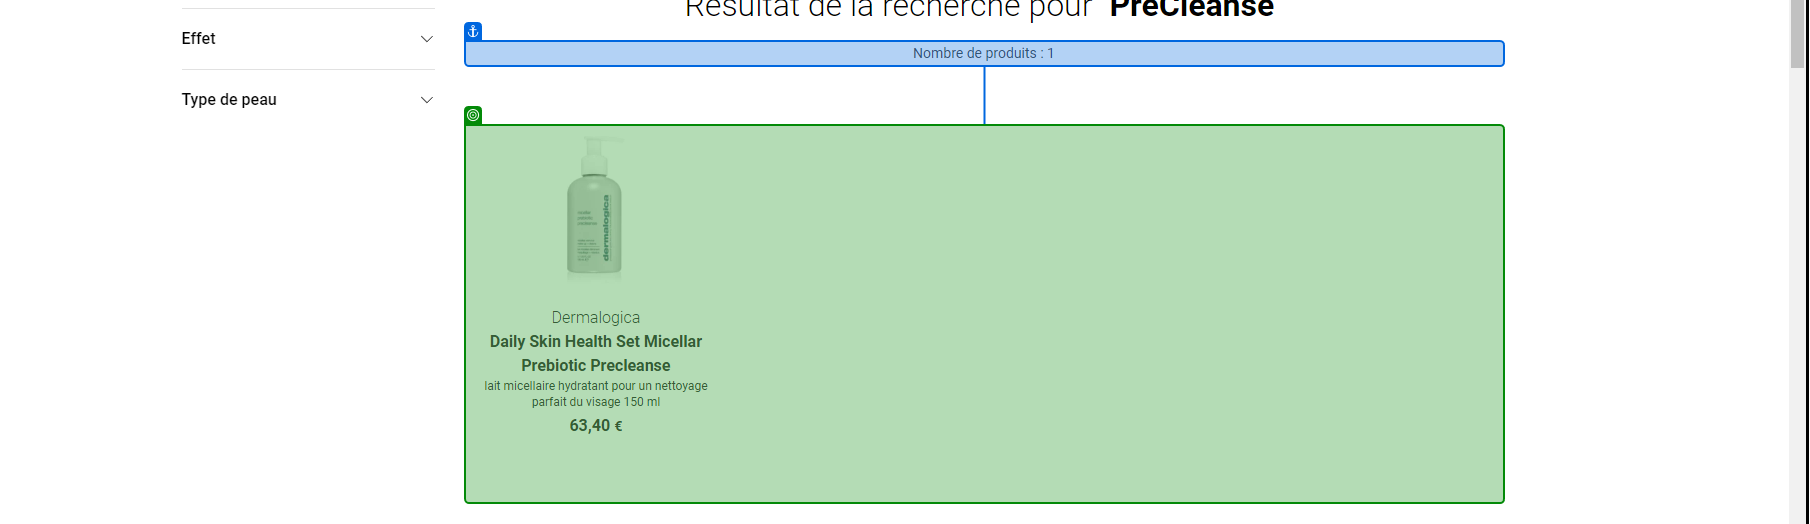 Résultat de la recherche pour PreCleanse
Effet
Nombre de produits : 1
Type de peau
dermalogica
Dermalogica
Daily Skin Health Set Micellar
Prebiotic Precleanse
lait micellaire hydratant pour un nettoyage
parfait du visage 150 ml
63,40 €